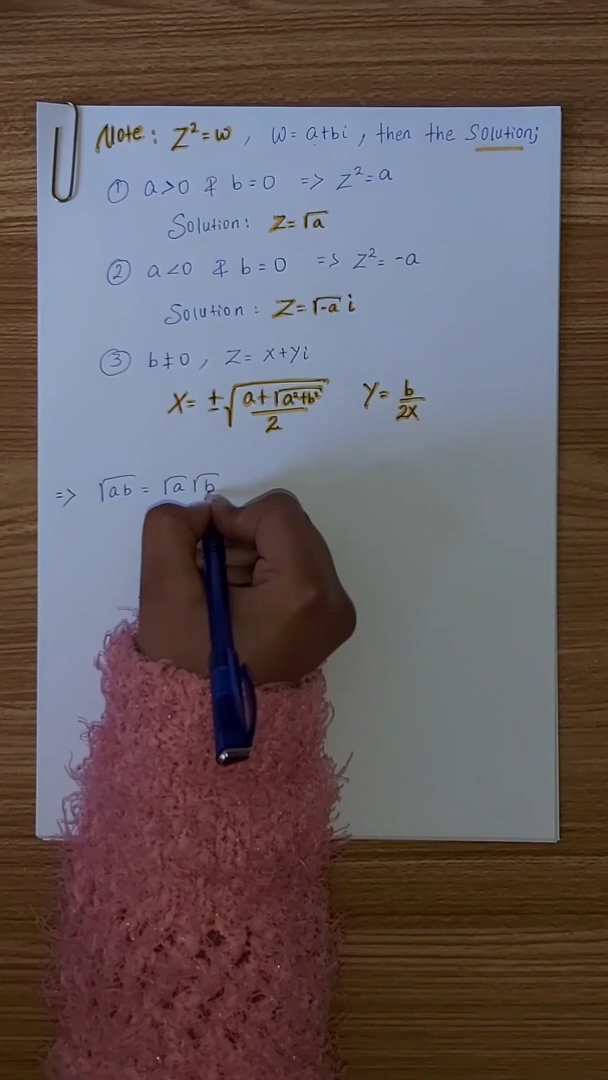 Note: Z² = w, w = a+bi, then the Solution;
① a>0 & b=0 => Z² = a
Solution: Z = √a
② a<0 & b=0 => Z² = -a
Solution: Z = √-a i
③ b≠0, Z = x+yi
X = ±√((a+√(a²+b²))/2) Y = b/2X
=> √ab = √a √b